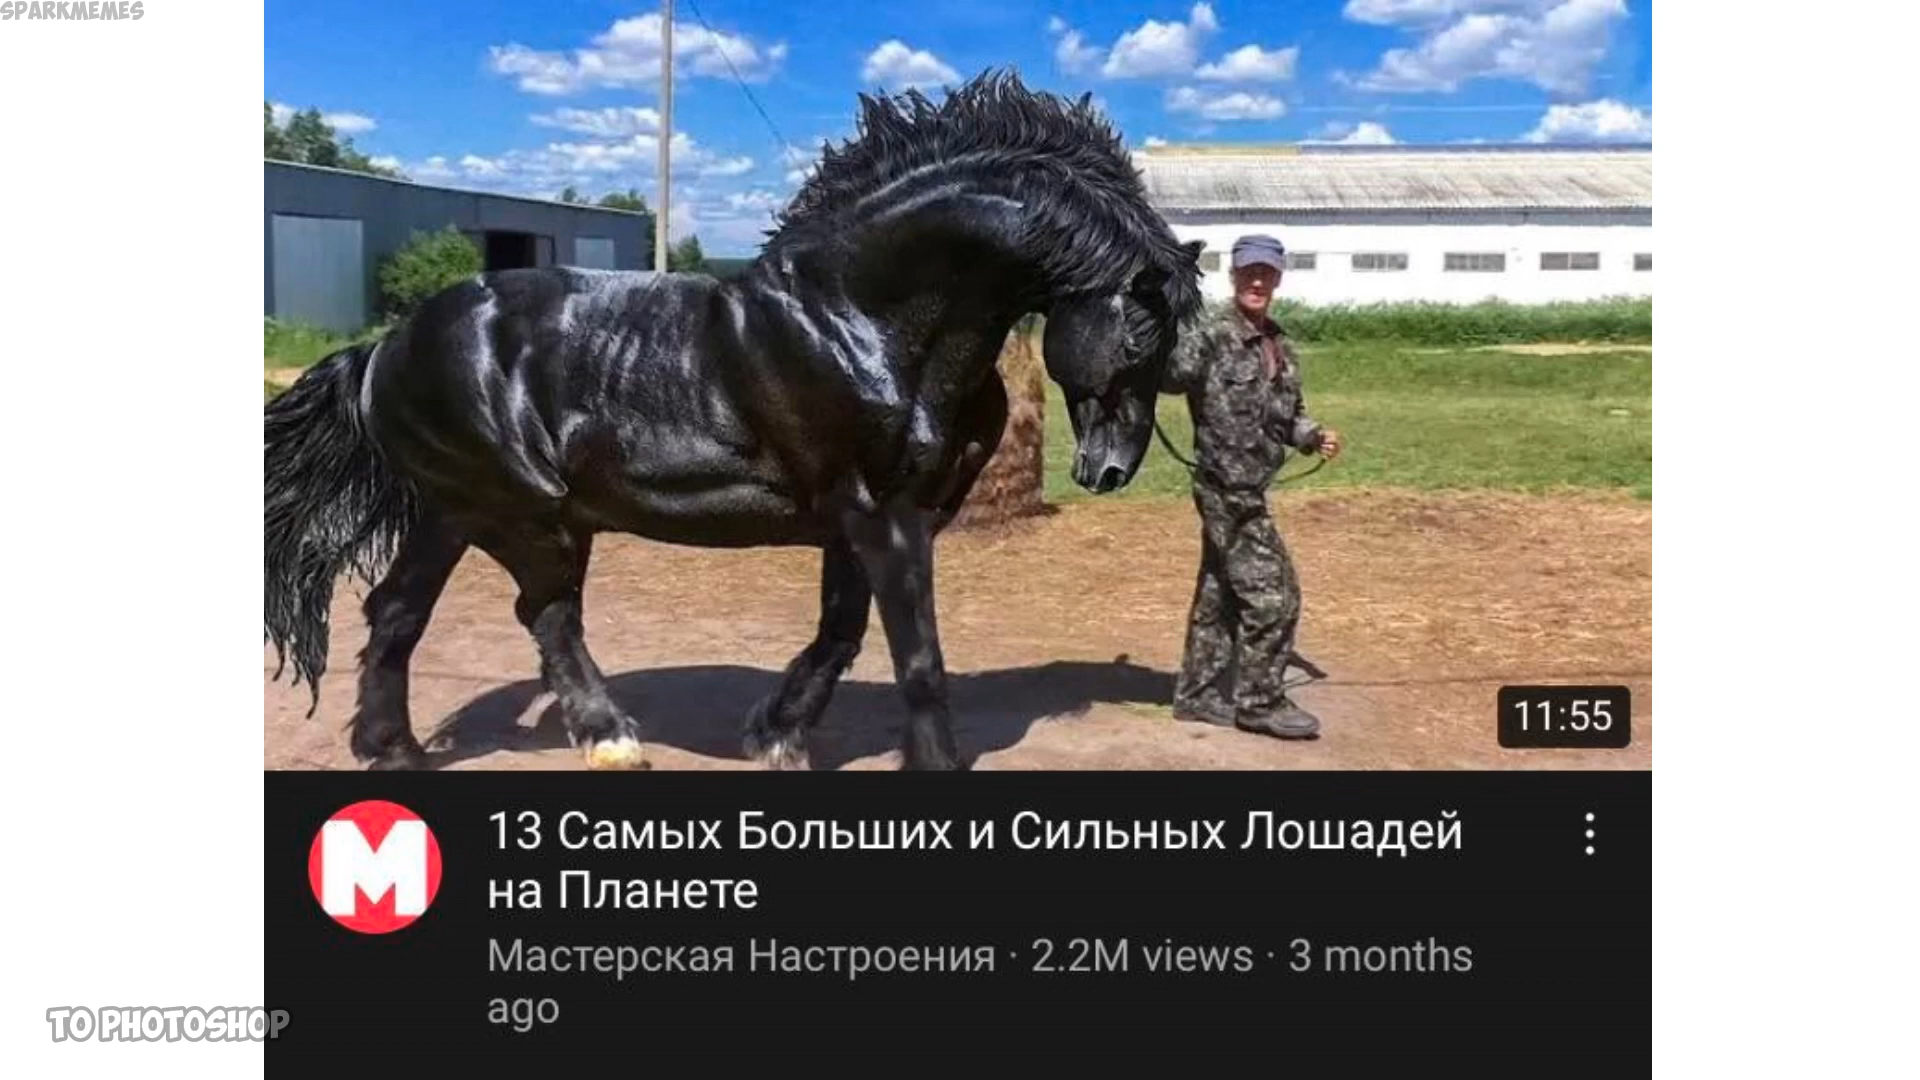 SPARKMEMES
11:55
M
13 Самых Больших и Сильных Лошадей
на Планете
Мастерская Настроения · 2.2M views · 3 months
ago
TO PHOTOSHOP